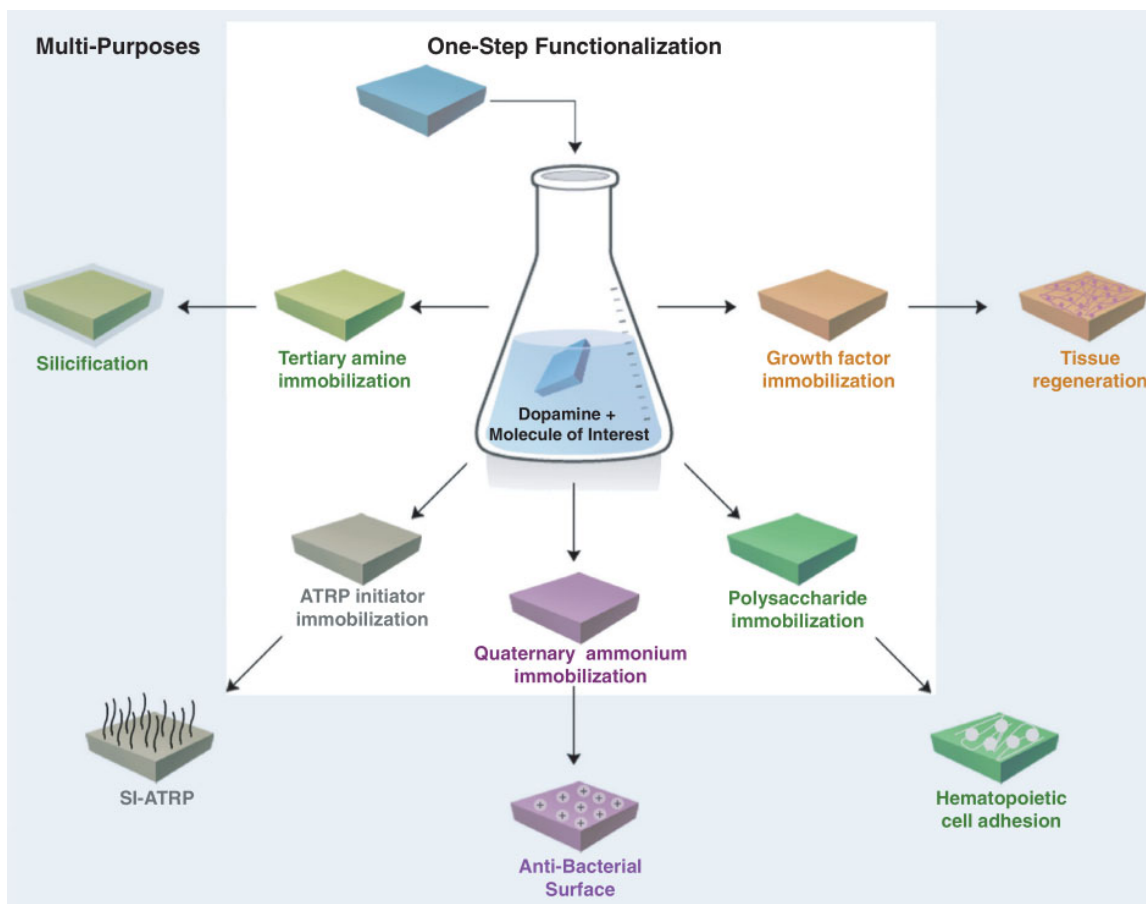 Multi-Purposes
One-Step Functionalization
Silicification
Tertiary amine
immobilization
Dopamine +
Molecule of Interest
Growth factor
immobilization
Tissue
regeneration
ATRP initiator
immobilization
Quaternary ammonium
immobilization
Polysaccharide
immobilization
SI-ATRP
+ + + + + + + + +
Anti-Bacterial
Surface
Hematopoietic
cell adhesion